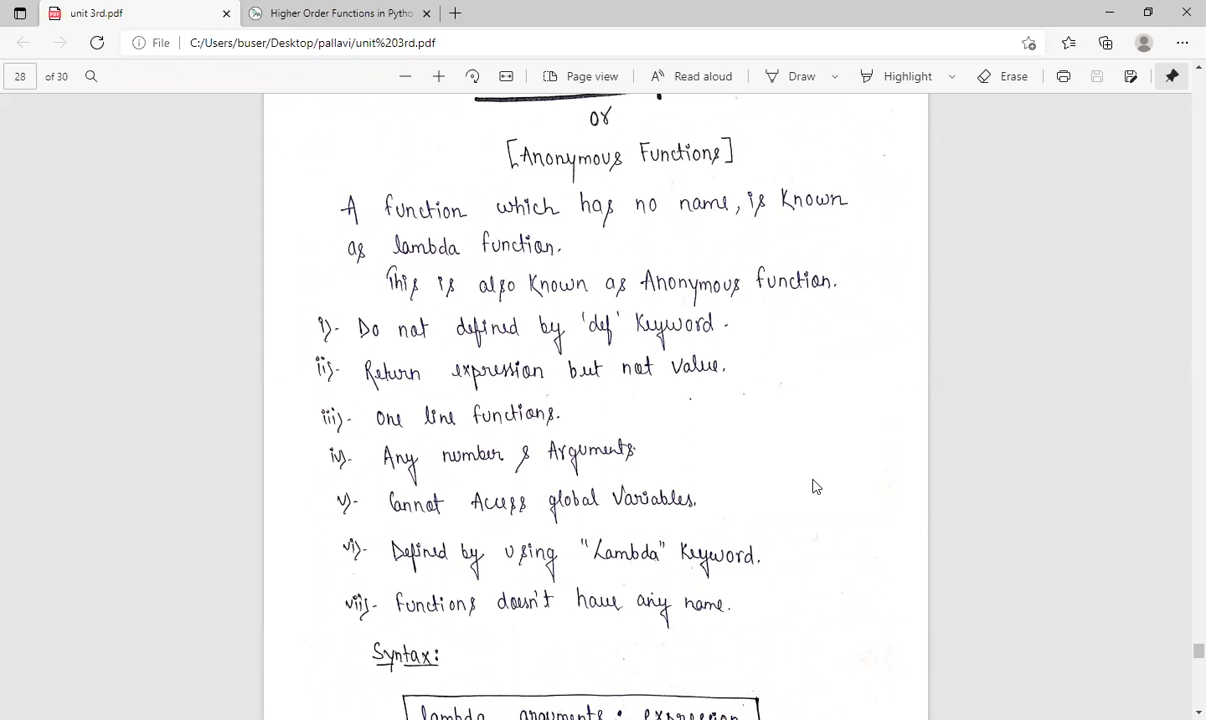 unit 3rd.pdf
Higher Order Functions in Pytho
File C:/Users/buser/Desktop/pallavi/unit%203rd.pdf
28 of 30 Page view Read aloud Draw Highlight Erase
or
[Anonymous Functions]
A function which has no name, is Known
as lambda function.
This is also Known as Anonymous function.
i)- Do not defined by 'def' Keyword.
ii)- Return expression but not value.
iii)- One line functions.
iv)- Any number of Arguments.
v)- Cannot Access global Variables.
vi)- Defined by using "Lambda" Keyword.
vii)- functions doesn't have any name.
Syntax:
lambda arguments : expression